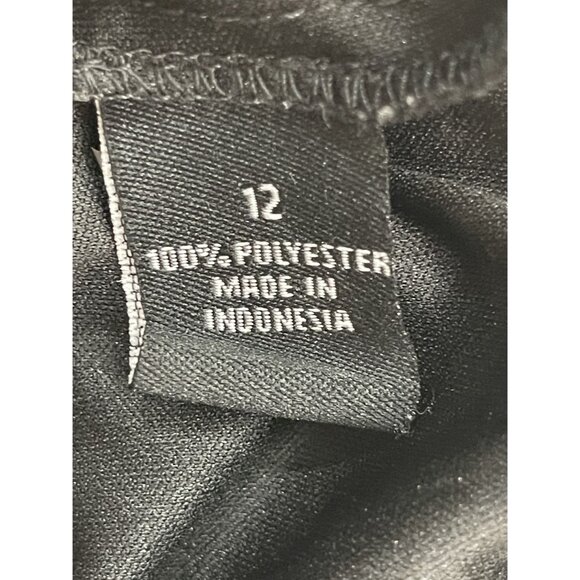 12
100% POLYESTER
MADE IN
INDONESIA